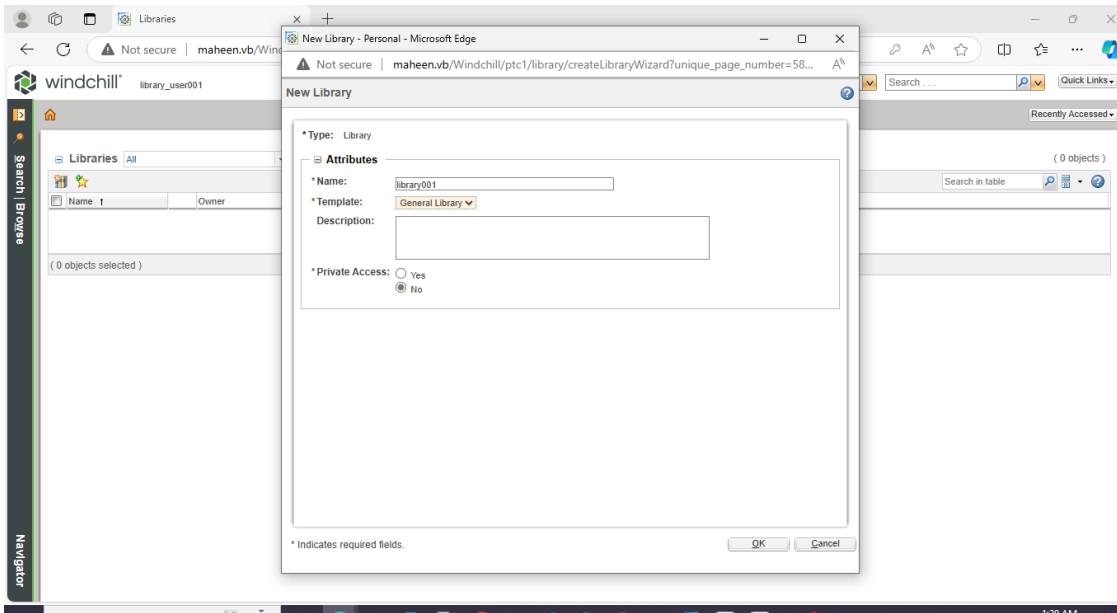 Libraries
New Library - Personal - Microsoft Edge
Not secure | maheen.vb/Wind
Not secure | maheen.vb/Windchill/ptc1/library/createLibraryWizard?unique_page_number=58...
windchill
library_user001
Search . . .
Quick Links
New Library
Recently Accessed
*Type: Library
Libraries All
( 0 objects )
Attributes
*Name: library001
Search in table
*Template: General Library
Name ↑ Owner
Description:
( 0 objects selected )
*Private Access: Yes
No
Search | Browse
Navigator
* Indicates required fields.
OK Cancel
1:20 AM